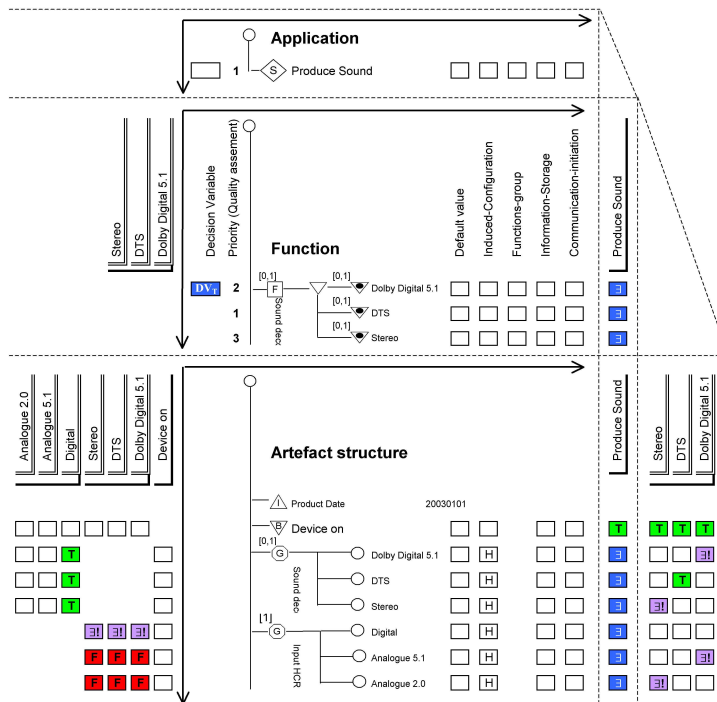 Application
1 S Produce Sound
Stereo
DTS
Dolby Digital 5.1
Decision Variable
Priority (Quality assement)
Function
Default value
Induced-Configuration
Functions-group
Information-Storage
Communication-initiation
Produce Sound
DV_T 2 [0,1] F [0,1] Dolby Digital 5.1 ∃
1 [0,1] DTS ∃
3 [0,1] Stereo ∃
Sound deco
Analogue 2.0
Analogue 5.1
Digital
Stereo
DTS
Dolby Digital 5.1
Device on
Artefact structure
Produce Sound
Stereo
DTS
Dolby Digital 5.1
I Product Date 20030101
B Device on T T T T
T [0,1] G Dolby Digital 5.1 H ∃ ∃!
T DTS H ∃ T
T Stereo H ∃ ∃!
Sound deco
∃! ∃! ∃! [1] G Digital H ∃
F F F Analogue 5.1 H ∃ ∃!
F F F Analogue 2.0 H ∃ ∃!
Input HCR